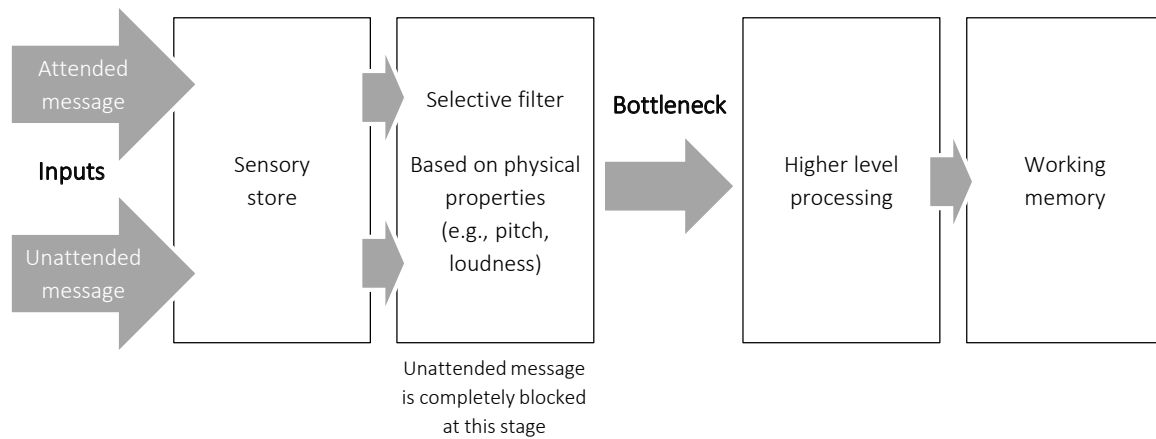 Attended
message
Inputs
Unattended
message
Sensory
store
Selective filter
Based on physical
properties
(e.g., pitch,
loudness)
Unattended message
is completely blocked
at this stage
Bottleneck
Higher level
processing
Working
memory